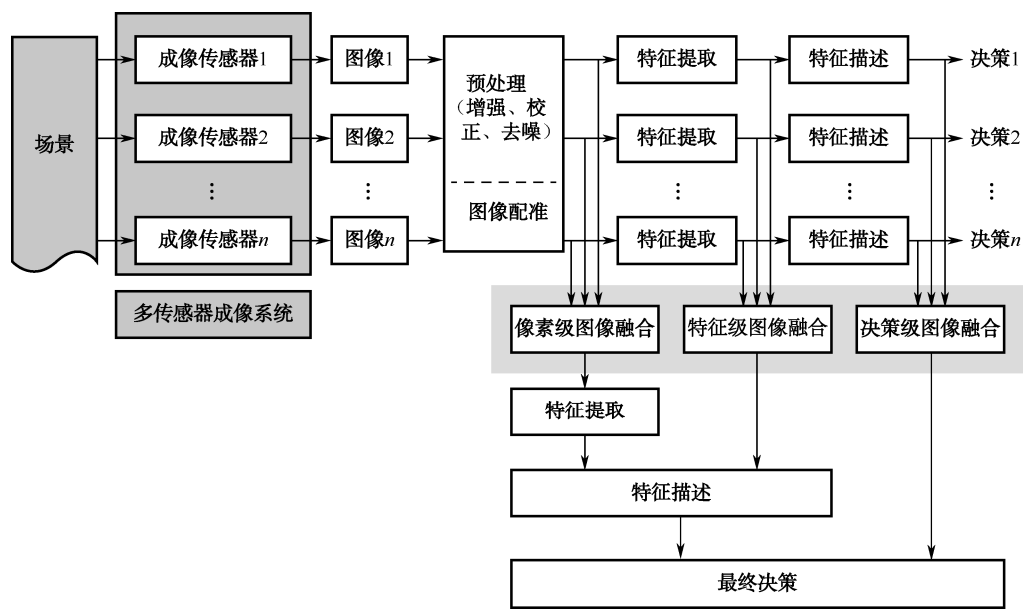 场景
成像传感器1
图像1
预处理
(增强、校
正、去噪)
图像配准
特征提取
特征描述
决策1
成像传感器2
图像2
特征提取
特征描述
决策2
⋮
⋮
⋮
⋮
⋮
成像传感器n
图像n
特征提取
特征描述
决策n
多传感器成像系统
像素级图像融合
特征级图像融合
决策级图像融合
特征提取
特征描述
最终决策